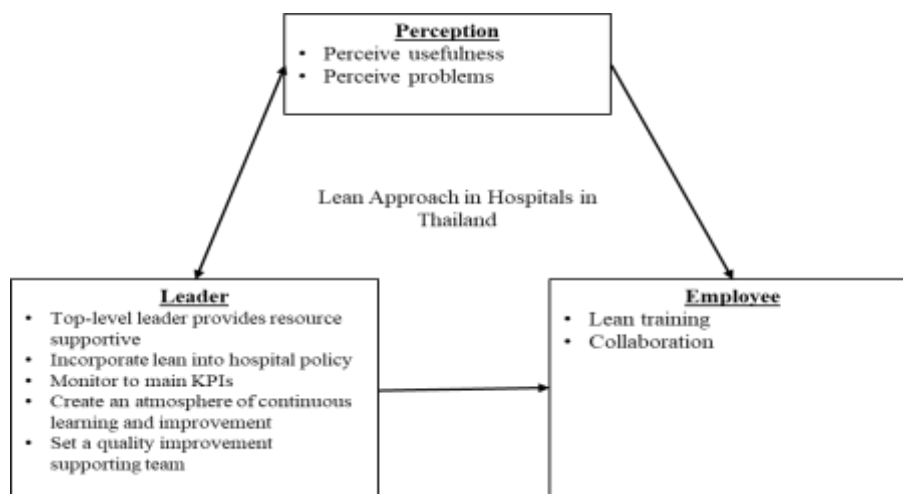 Perception
• Perceive usefulness
• Perceive problems
Lean Approach in Hospitals in
Thailand
Leader
• Top-level leader provides resource
supportive
• Incorporate lean into hospital policy
• Monitor to main KPIs
• Create an atmosphere of continuous
learning and improvement
• Set a quality improvement
supporting team
Employee
• Lean training
• Collaboration